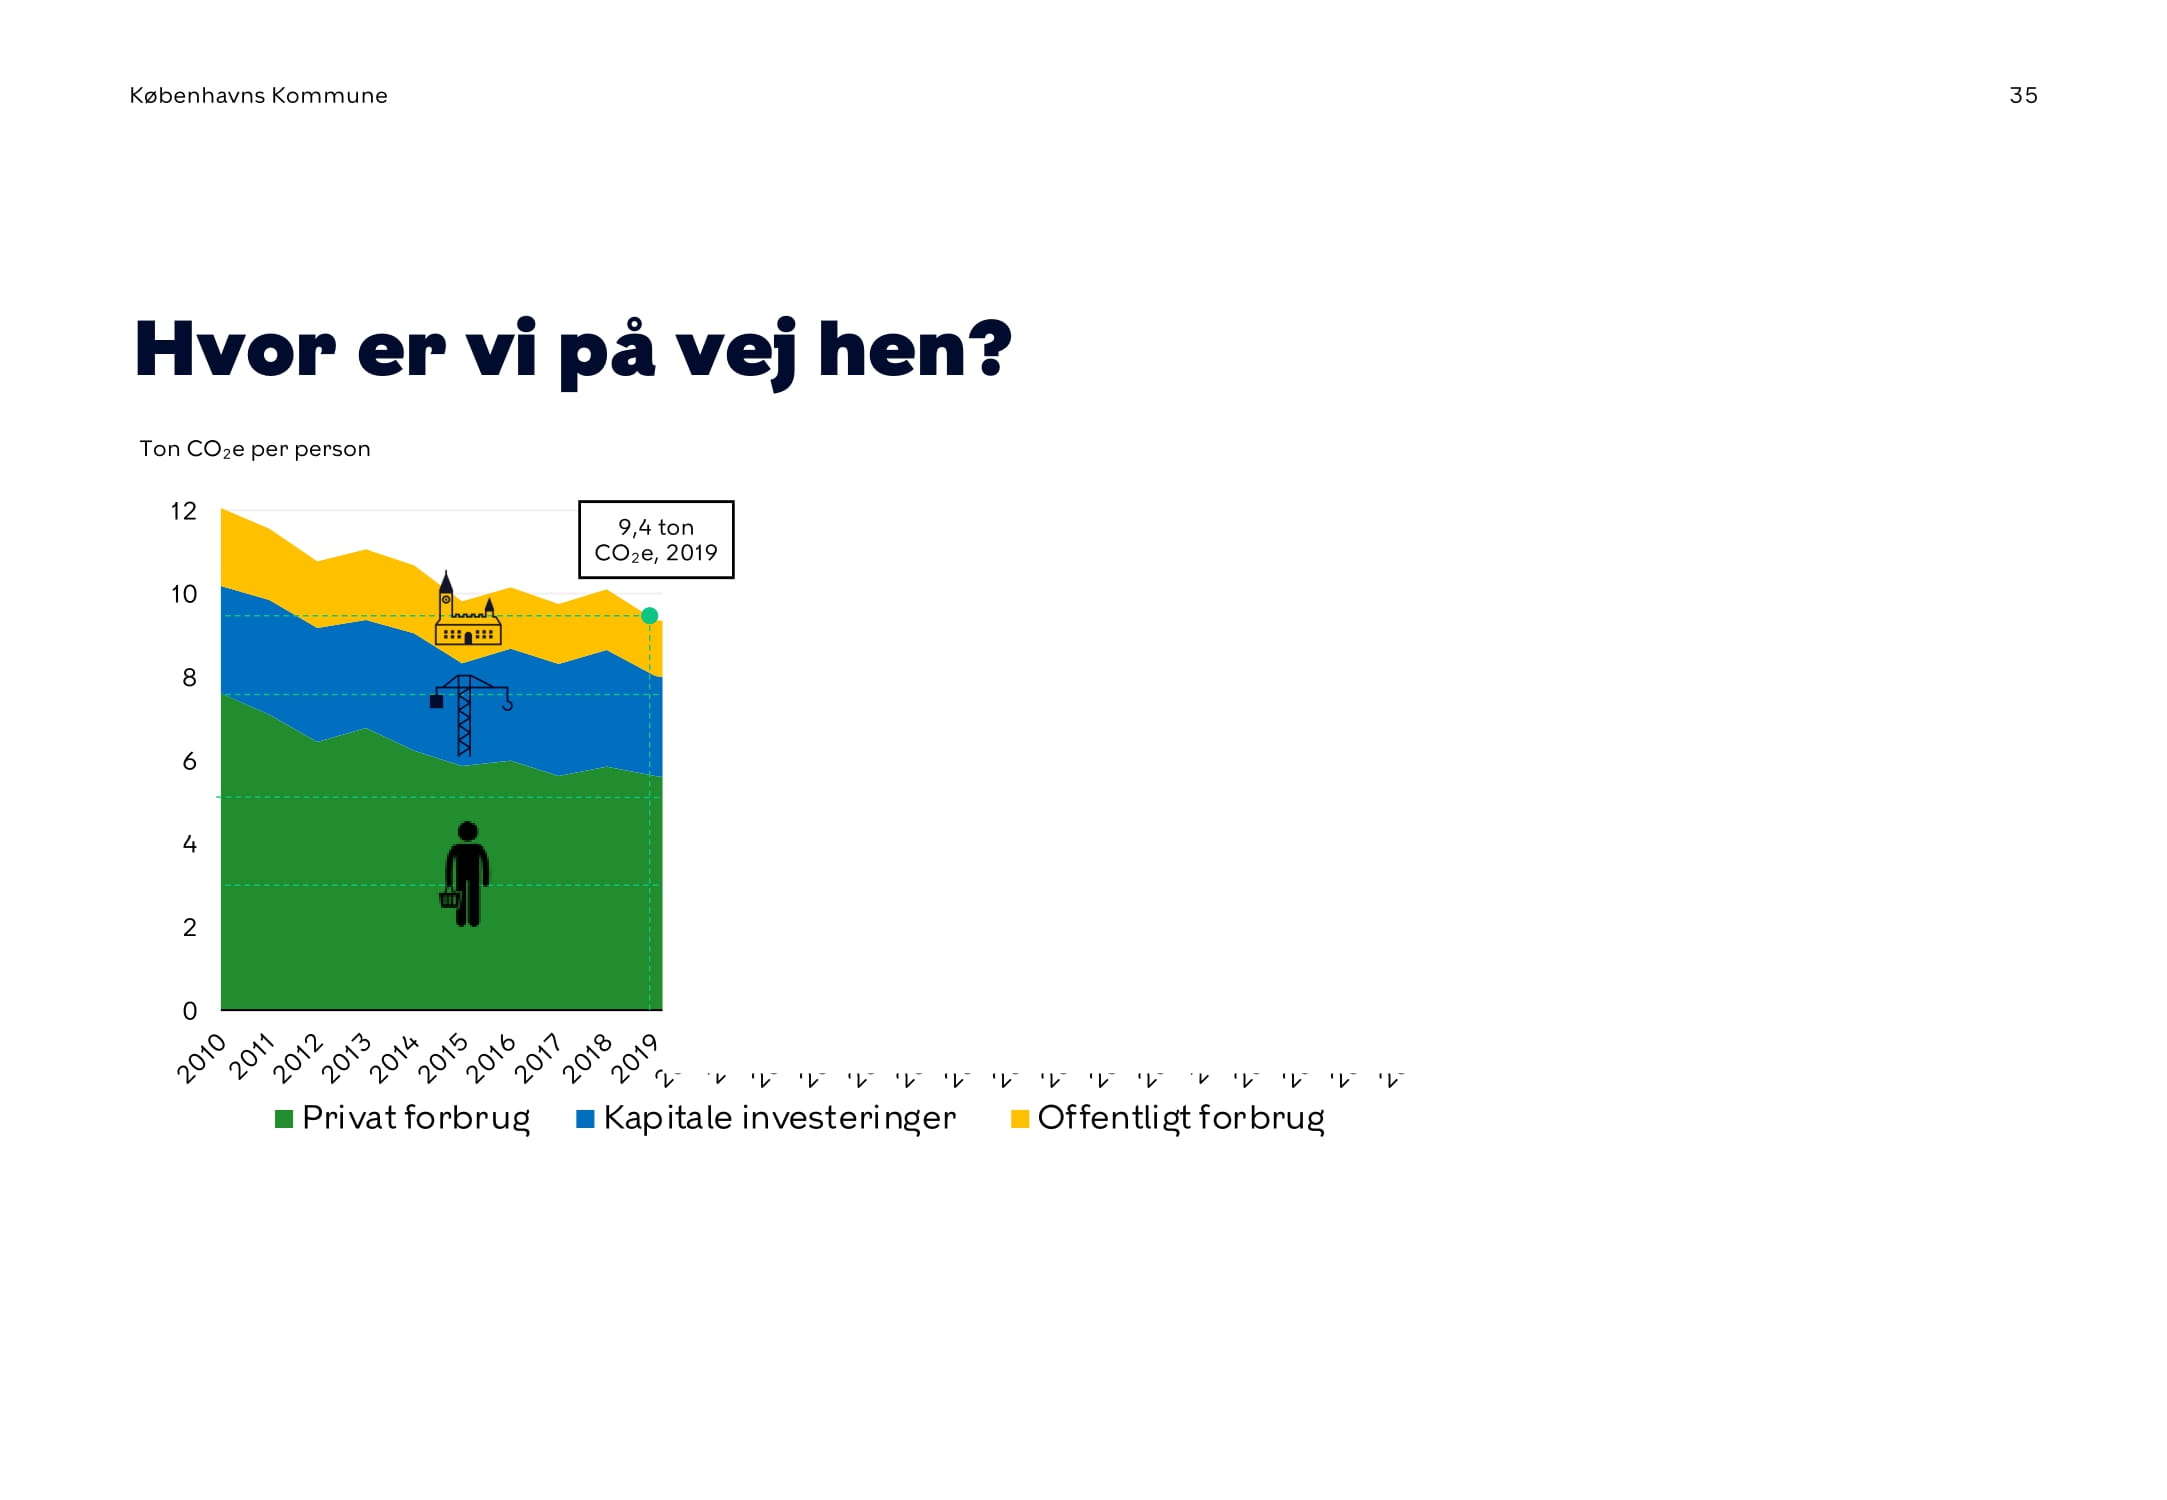 Københavns Kommune
35
Hvor er vi på vej hen?
Ton CO₂e per person
9,4 ton
CO₂e, 2019
12
10
8
6
4
2
0
2010 2011 2012 2013 2014 2015 2016 2017 2018 2019
Privat forbrug Kapitale investeringer Offentligt forbrug